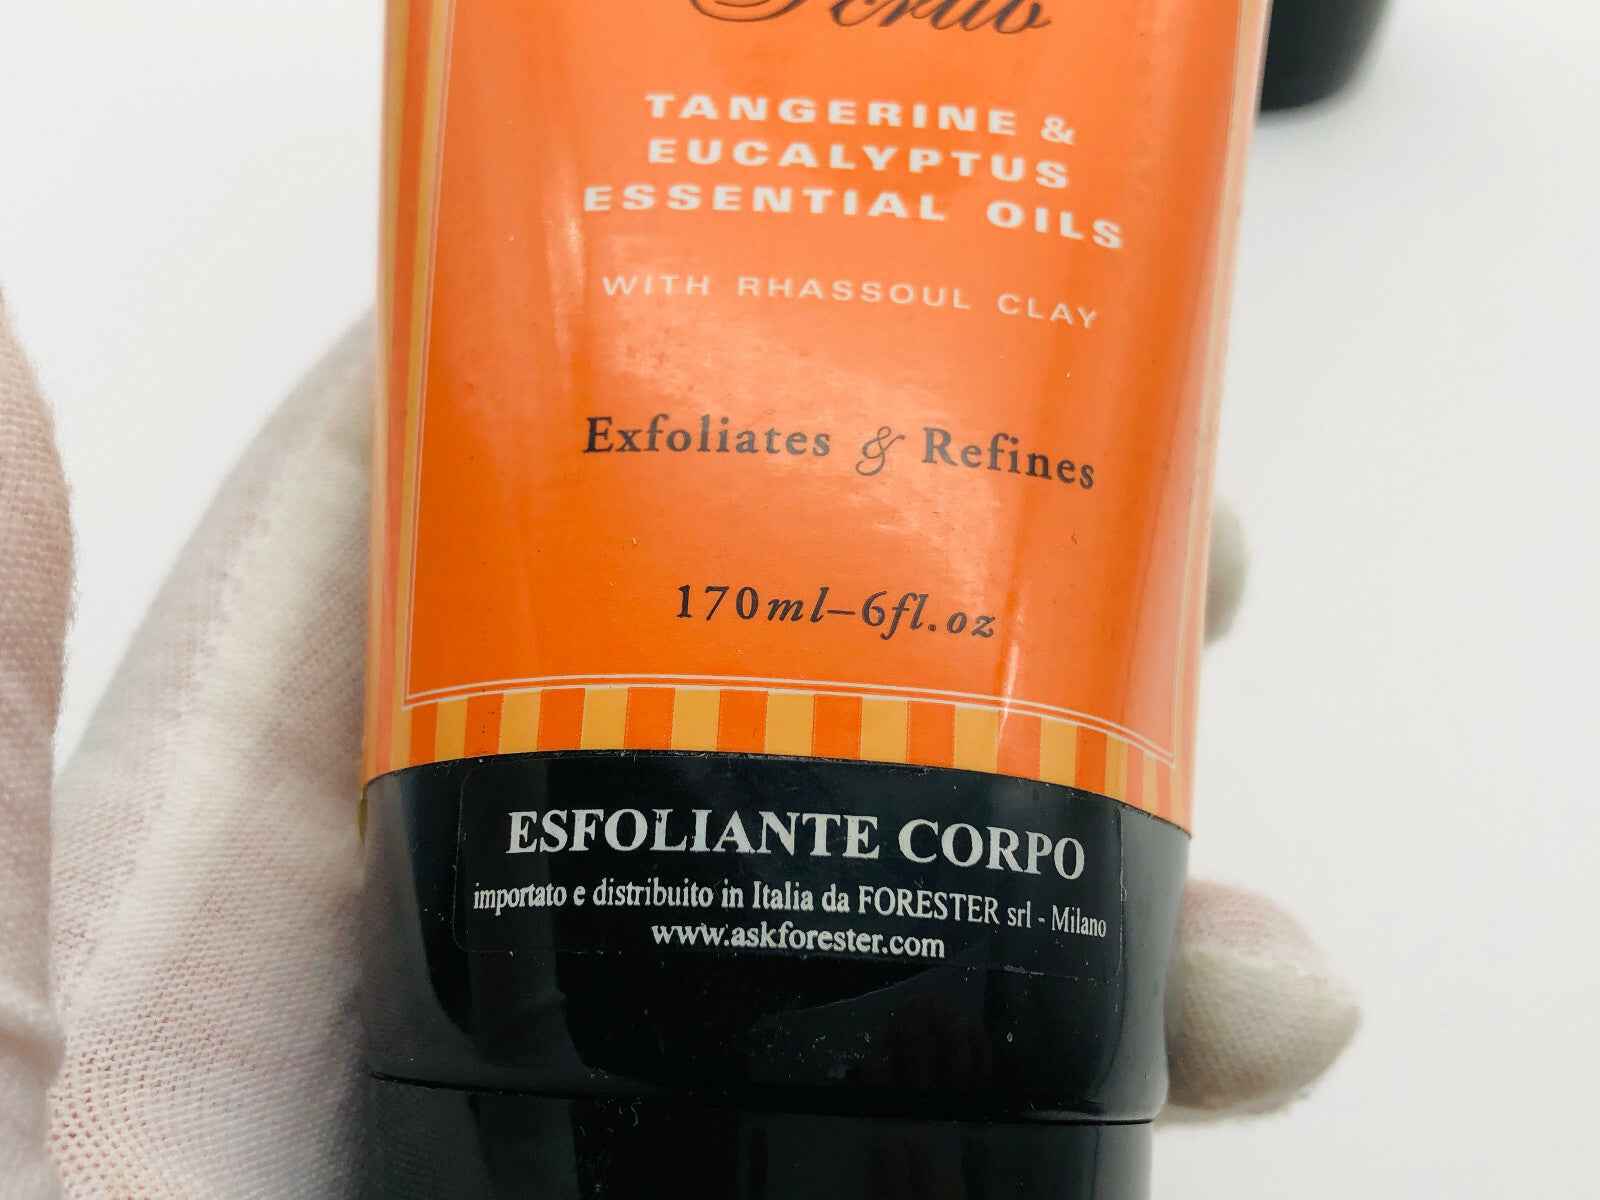 Scrub
TANGERINE &
EUCALYPTUS
ESSENTIAL OILS
WITH RHASSOUL CLAY
Exfoliates & Refines
170ml–6fl.oz
ESFOLIANTE CORPO
importato e distribuito in Italia da FORESTER srl - Milano
www.askforester.com